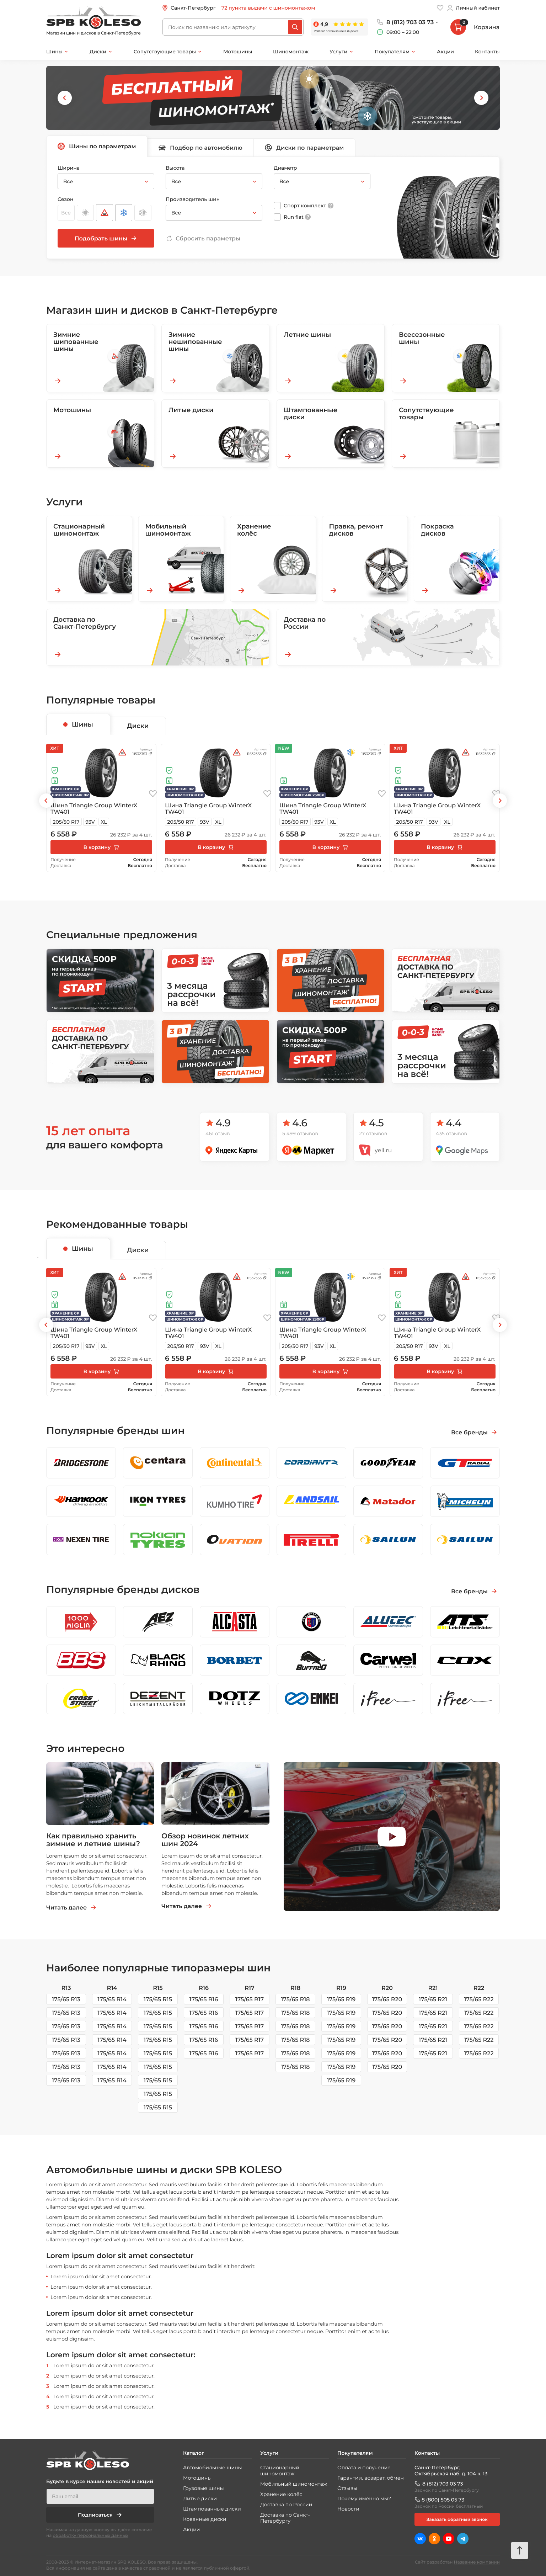 SPB KOLESO
Магазин шин и дисков в Санкт-Петербурге
Санкт-Петербург
72 пункта выдачи с шиномонтажом
Личный кабинет
Поиск по названию или артикулу
4,9
8 (812) 703 03 73
09:00 – 22:00
0
Корзина
Шины
Диски
Сопутствующие товары
Мотошины
Шиномонтаж
Услуги
Покупателям
Акции
Контакты
БЕСПЛАТНЫЙ
ШИНОМОНТАЖ*
*смотрите товары,
участвующие в акции
Шины по параметрам
Подбор по автомобилю
Диски по параметрам
Ширина
Высота
Диаметр
Все
Все
Все
Сезон
Производитель шин
Все
Все
Спорт комплект
Run flat
Подобрать шины
Сбросить параметры
Магазин шин и дисков в Санкт-Петербурге
Зимние
шипованные
шины
Зимние
нешипованные
шины
Летние шины
Всесезонные
шины
Мотошины
Литые диски
Штампованные
диски
Сопутствующие
товары
Услуги
Стационарный
шиномонтаж
Мобильный
шиномонтаж
Хранение
колёс
Правка, ремонт
дисков
Покраска
дисков
Доставка по
Санкт-Петербургу
Доставка по
России
Популярные товары
Шины
Диски
ХИТ
Шина Triangle Group WinterX
TW401
205/50 R17 93V XL
6 558 ₽
26 232 ₽ за 4 шт.
В корзину
Получение Сегодня
Доставка Бесплатно
Шина Triangle Group WinterX
TW401
205/50 R17 93V XL
6 558 ₽
26 232 ₽ за 4 шт.
В корзину
Получение Сегодня
Доставка Бесплатно
NEW
Шина Triangle Group WinterX
TW401
205/50 R17 93V XL
6 558 ₽
26 232 ₽ за 4 шт.
В корзину
Получение Сегодня
Доставка Бесплатно
ХИТ
Шина Triangle Group WinterX
TW401
205/50 R17 93V XL
6 558 ₽
26 232 ₽ за 4 шт.
В корзину
Получение Сегодня
Доставка Бесплатно
Специальные предложения
СКИДКА 500₽
на первый заказ
по промокоду
START
0-0-3
3 месяца
рассрочки
на всё!
3 В 1
ХРАНЕНИЕ
ДОСТАВКА
ШИНОМОНТАЖ*
БЕСПЛАТНО!
БЕСПЛАТНАЯ
ДОСТАВКА ПО
САНКТ-ПЕТЕРБУРГУ
SPB KOLESO
БЕСПЛАТНАЯ
ДОСТАВКА ПО
САНКТ-ПЕТЕРБУРГУ
SPB KOLESO
3 В 1
ХРАНЕНИЕ
ДОСТАВКА
ШИНОМОНТАЖ*
БЕСПЛАТНО!
СКИДКА 500₽
на первый заказ
по промокоду
START
0-0-3
3 месяца
рассрочки
на всё!
15 лет опыта
для вашего комфорта
4.9
461 отзыв
Яндекс Карты
4.6
5 499 отзывов
Я Маркет
4.5
27 отзывов
yell.ru
4.4
435 отзывов
Google Maps
Рекомендованные товары
Шины
Диски
ХИТ
Шина Triangle Group WinterX
TW401
205/50 R17 93V XL
6 558 ₽
26 232 ₽ за 4 шт.
В корзину
Получение Сегодня
Доставка Бесплатно
Шина Triangle Group WinterX
TW401
205/50 R17 93V XL
6 558 ₽
26 232 ₽ за 4 шт.
В корзину
Получение Сегодня
Доставка Бесплатно
NEW
Шина Triangle Group WinterX
TW401
205/50 R17 93V XL
6 558 ₽
26 232 ₽ за 4 шт.
В корзину
Получение Сегодня
Доставка Бесплатно
ХИТ
Шина Triangle Group WinterX
TW401
205/50 R17 93V XL
6 558 ₽
26 232 ₽ за 4 шт.
В корзину
Получение Сегодня
Доставка Бесплатно
Популярные бренды шин
Все бренды
BRIDGESTONE
centara
Continental
CORDIANT
GOODYEAR
GT RADIAL
HANKOOK
IKON TYRES
KUMHO TIRE
LANDSAIL
Matador
MICHELIN
NEXEN TIRE
NOKIAN TYRES
OVATION
PIRELLI
SAILUN
SAILUN
Популярные бренды дисков
Все бренды
1000 MIGLIA
AEZ
ALCASTA
ALUTEC
ATS
Leichtmetallräder
BBS
BLACK RHINO
BORBET
BUFFALO
Carwel
COX
CROSS STREET
DEZENT
LEICHTMETALLRÄDER
DOTZ
WHEELS
ENKEI
iFree
iFree
Это интересно
Как правильно хранить
зимние и летние шины?
Lorem ipsum dolor sit amet consectetur.
Sed mauris vestibulum facilisi sit
hendrerit pellentesque id. Lobortis felis
maecenas bibendum tempus amet non
molestie. Lobortis felis maecenas
bibendum tempus amet non molestie.
Читать далее
Обзор новинок летних
шин 2024
Lorem ipsum dolor sit amet consectetur.
Sed mauris vestibulum facilisi sit
hendrerit pellentesque id. Lobortis felis
maecenas bibendum tempus amet non
molestie. Lobortis felis maecenas
bibendum tempus amet non molestie.
Читать далее
Наиболее популярные типоразмеры шин
R13 R14 R15 R16 R17 R18 R19 R20 R21 R22
175/65 R13 175/65 R14 175/65 R15 175/65 R16 175/65 R17 175/65 R18 175/65 R19 175/65 R20 175/65 R21 175/65 R22
175/65 R13 175/65 R14 175/65 R15 175/65 R16 175/65 R17 175/65 R18 175/65 R19 175/65 R20 175/65 R21 175/65 R22
175/65 R13 175/65 R14 175/65 R15 175/65 R16 175/65 R17 175/65 R18 175/65 R19 175/65 R20 175/65 R21 175/65 R22
175/65 R13 175/65 R14 175/65 R15 175/65 R16 175/65 R17 175/65 R18 175/65 R19 175/65 R20 175/65 R21 175/65 R22
175/65 R13 175/65 R14 175/65 R15 175/65 R16 175/65 R17 175/65 R18 175/65 R19 175/65 R20 175/65 R21 175/65 R22
175/65 R13 175/65 R14 175/65 R15 175/65 R18 175/65 R19 175/65 R20
175/65 R13 175/65 R14 175/65 R15 175/65 R19
175/65 R15
175/65 R15
Автомобильные шины и диски SPB KOLESO
Lorem ipsum dolor sit amet consectetur. Sed mauris vestibulum facilisi sit hendrerit pellentesque id. Lobortis felis maecenas bibendum
tempus amet non molestie morbi. Vel tellus eget lacus porta blandit interdum pellentesque consectetur neque. Porttitor enim et ac tellus
euismod dignissim. Diam nisl ultrices viverra cras eleifend. Facilisi ut ac turpis nibh viverra vitae eget vulputate pharetra. In maecenas faucibus
ullamcorper eget eget sed vel quam eu.
Lorem ipsum dolor sit amet consectetur. Sed mauris vestibulum facilisi sit hendrerit pellentesque id. Lobortis felis maecenas bibendum
tempus amet non molestie morbi. Vel tellus eget lacus porta blandit interdum pellentesque consectetur neque. Porttitor enim et ac tellus
euismod dignissim. Diam nisl ultrices viverra cras eleifend. Facilisi ut ac turpis nibh viverra vitae eget vulputate pharetra. In maecenas faucibus
ullamcorper eget eget sed vel quam eu. Velit urna sed ac dis ut ac laoreet lacus.
Lorem ipsum dolor sit amet consectetur
Lorem ipsum dolor sit amet consectetur. Sed mauris vestibulum facilisi sit hendrerit:
Lorem ipsum dolor sit amet consectetur.
Lorem ipsum dolor sit amet consectetur.
Lorem ipsum dolor sit amet consectetur.
Lorem ipsum dolor sit amet consectetur
Lorem ipsum dolor sit amet consectetur. Sed mauris vestibulum facilisi sit hendrerit pellentesque id. Lobortis felis maecenas bibendum
tempus amet non molestie morbi. Vel tellus eget lacus porta blandit interdum pellentesque consectetur neque. Porttitor enim et ac tellus
euismod dignissim.
Lorem ipsum dolor sit amet consectetur:
1 Lorem ipsum dolor sit amet consectetur.
2 Lorem ipsum dolor sit amet consectetur.
3 Lorem ipsum dolor sit amet consectetur.
4 Lorem ipsum dolor sit amet consectetur.
5 Lorem ipsum dolor sit amet consectetur.
SPB KOLESO
Будьте в курсе наших новостей и акций
Ваш email
Подписаться
Каталог
Автомобильные шины
Мотошины
Грузовые шины
Литые диски
Штампованные диски
Кованные диски
Акции
Услуги
Стационарный
шиномонтаж
Мобильный шиномонтаж
Хранение колёс
Доставка по России
Доставка по Санкт-
Петербургу
Покупателям
Оплата и получение
Гарантии, возврат, обмен
Отзывы
Почему именно мы?
Новости
Контакты
Санкт-Петербург,
Октябрьская наб. д. 104 к. 13
8 (812) 703 03 73
8 (800) 505 05 73
Заказать обратный звонок